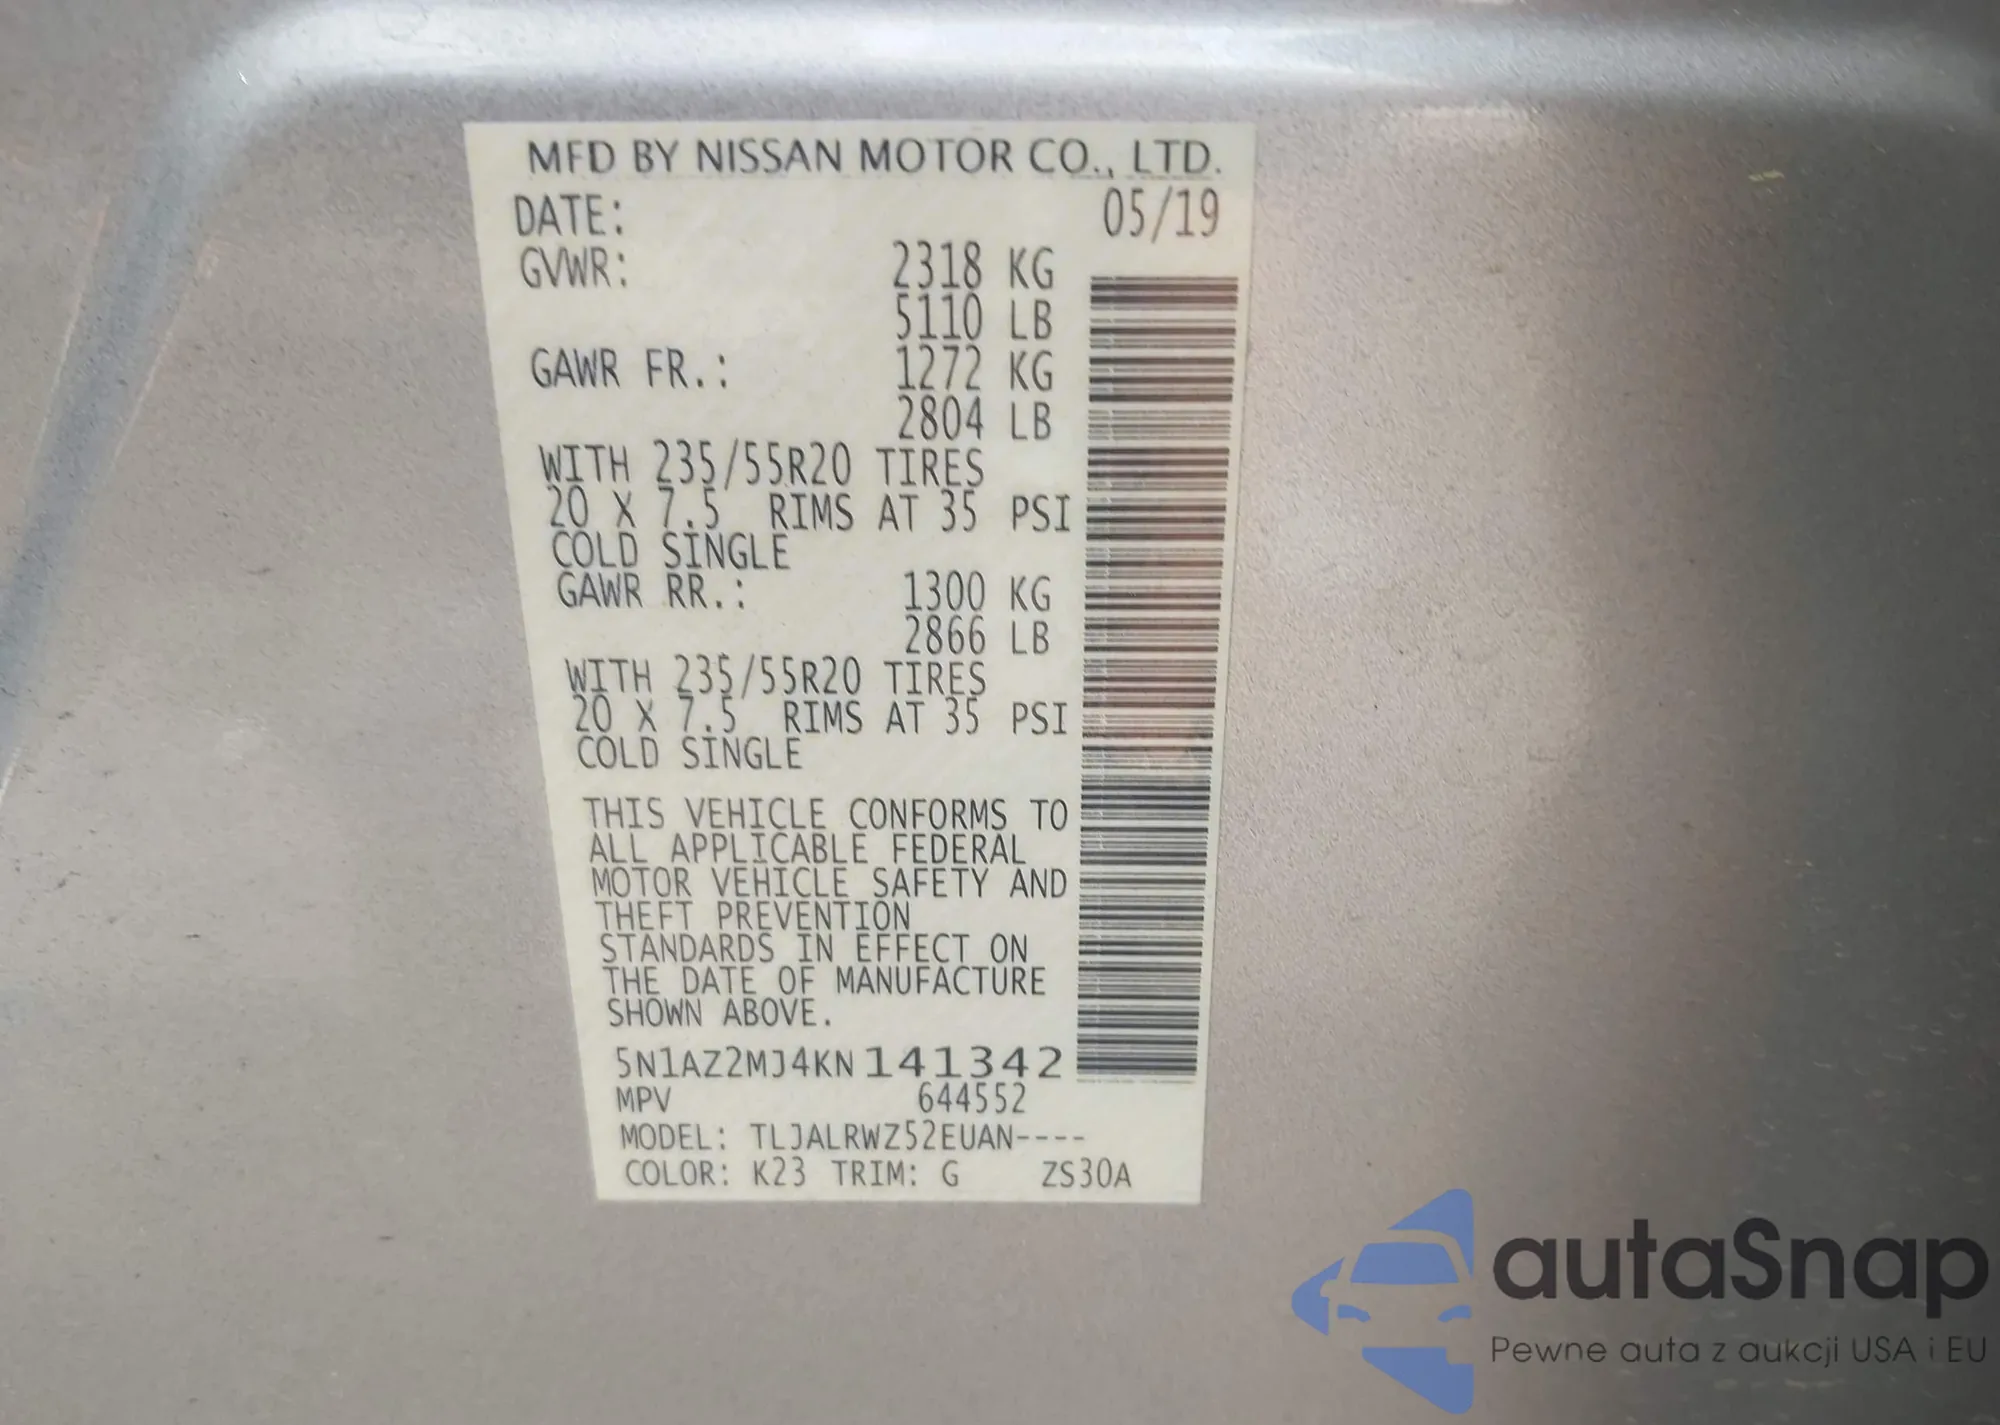 MFD BY NISSAN MOTOR CO., LTD.
DATE: 05/19
GVWR: 2318 KG
5110 LB
GAWR FR.: 1272 KG
2804 LB
WITH 235/55R20 TIRES
20 X 7.5 RIMS AT 35 PSI
COLD SINGLE
GAWR RR.: 1300 KG
2866 LB
WITH 235/55R20 TIRES
20 X 7.5 RIMS AT 35 PSI
COLD SINGLE
THIS VEHICLE CONFORMS TO
ALL APPLICABLE FEDERAL
MOTOR VEHICLE SAFETY AND
THEFT PREVENTION
STANDARDS IN EFFECT ON
THE DATE OF MANUFACTURE
SHOWN ABOVE.
5N1AZ2MJ4KN141342
MPV 644552
MODEL: TLJALRWZ52EUAN----
COLOR: K23 TRIM: G ZS30A
autaSnap
Pewne auta z aukcji USA i EU